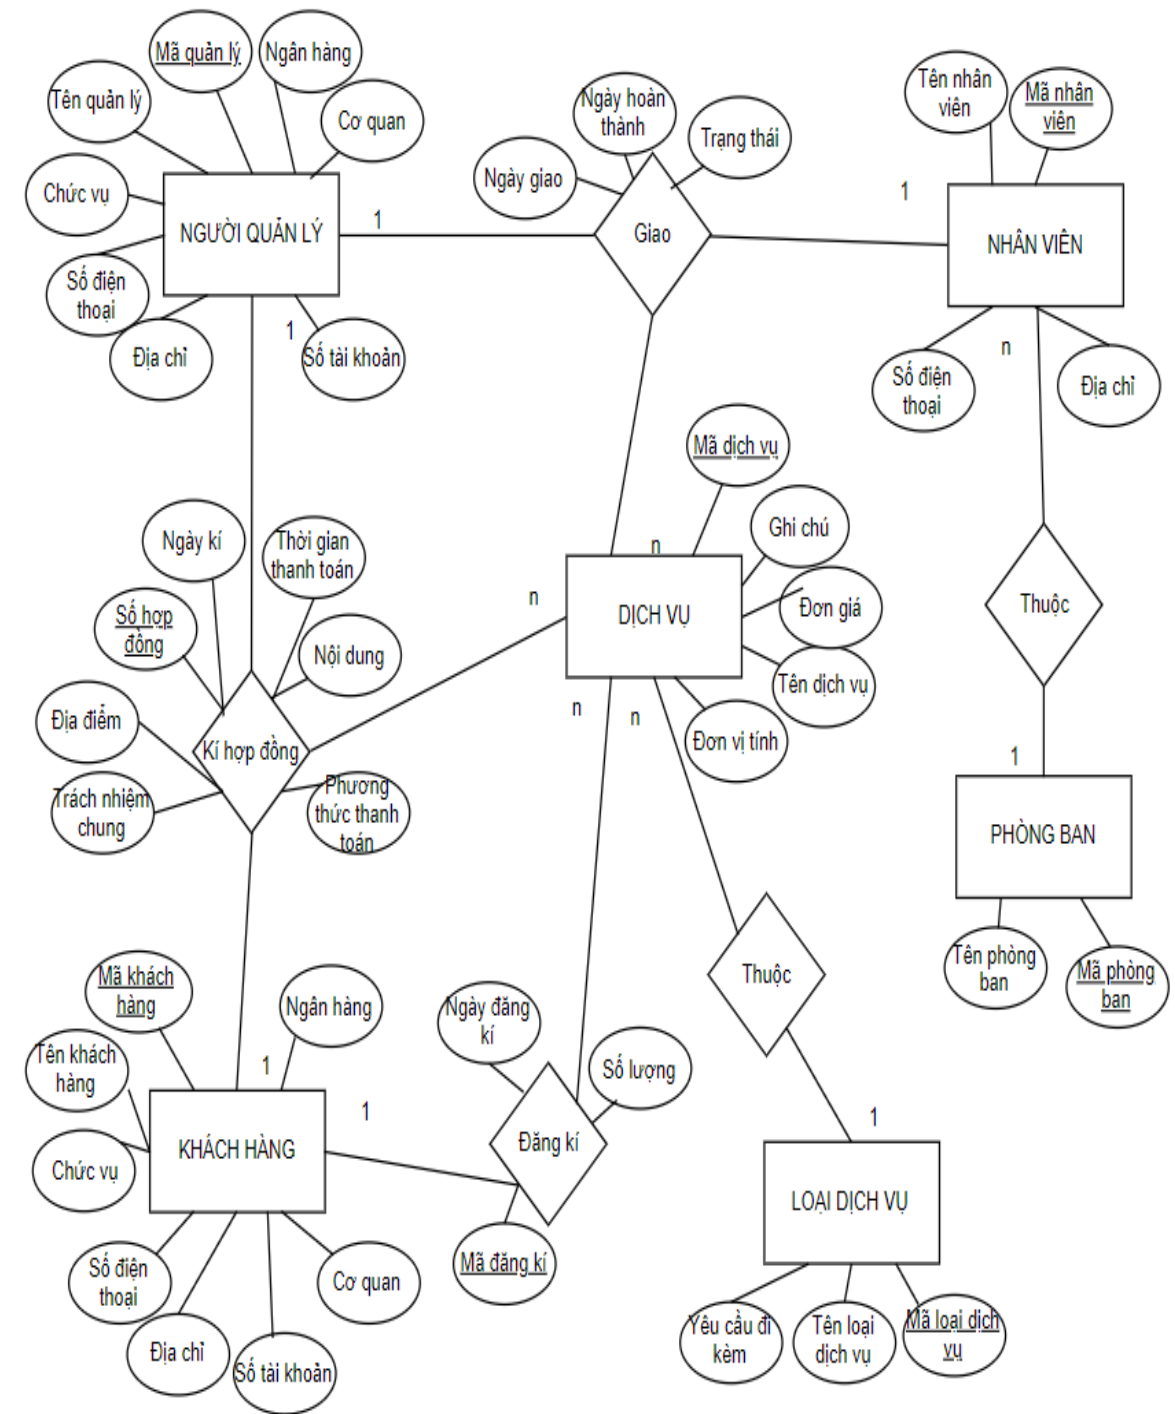 Mã quản lý
Ngân hàng
Tên quản lý
Cơ quan
Chức vụ
NGƯỜI QUẢN LÝ
1
Số điện
thoại
Địa chỉ
1
Số tài khoản
Ngày hoàn
thành
Trạng thái
Ngày giao
Giao
Tên nhân
viên
Mã nhân
viên
1
NHÂN VIÊN
n
Số điện
thoại
Địa chỉ
Mã dịch vụ
Ghi chú
n
Đơn giá
n
DỊCH VỤ
Tên dịch vụ
n
n
Đơn vị tính
Thuộc
1
PHÒNG BAN
Tên phòng
ban
Mã phòng
ban
Ngày kí
Thời gian
thanh toán
Số hợp
đồng
Nội dung
Địa điểm
Kí hợp đồng
Trách nhiệm
chung
Phương
thức thanh
toán
Thuộc
1
LOẠI DỊCH VỤ
Yêu cầu đi
kèm
Tên loại
dịch vụ
Mã loại dịch
vụ
Mã khách
hàng
Ngân hàng
Tên khách
hàng
1
1
KHÁCH HÀNG
Chức vụ
Số điện
thoại
Cơ quan
Địa chỉ
Số tài khoản
Ngày đăng
kí
Số lượng
Đăng kí
Mã đăng kí